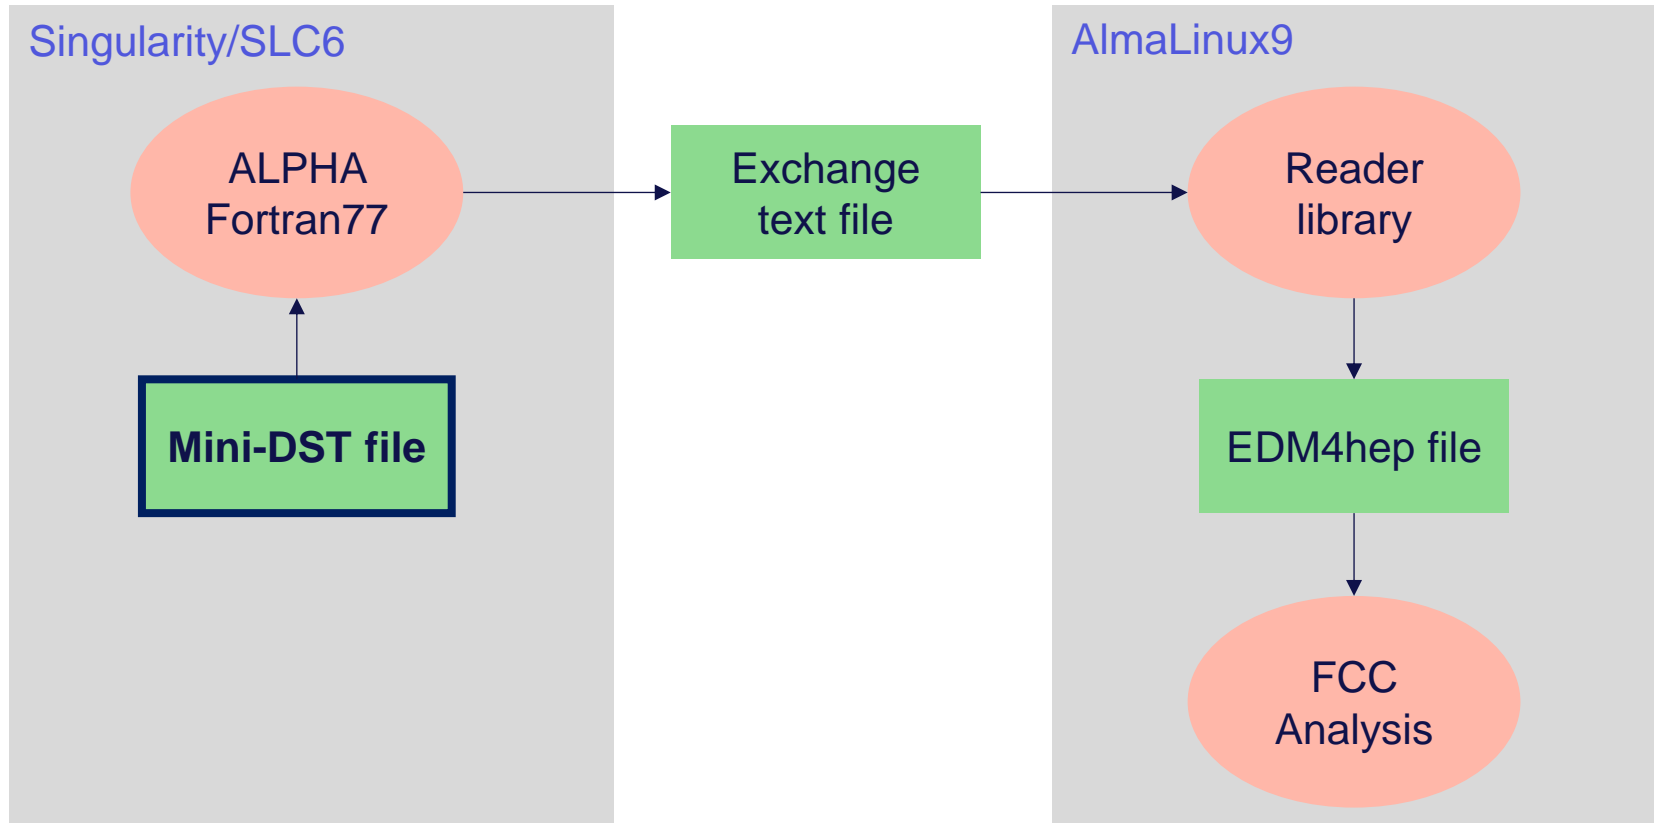 Singularity/SLC6
ALPHA
Fortran77
Mini-DST file
Exchange
text file
AlmaLinux9
Reader
library
EDM4hep file
FCC
Analysis